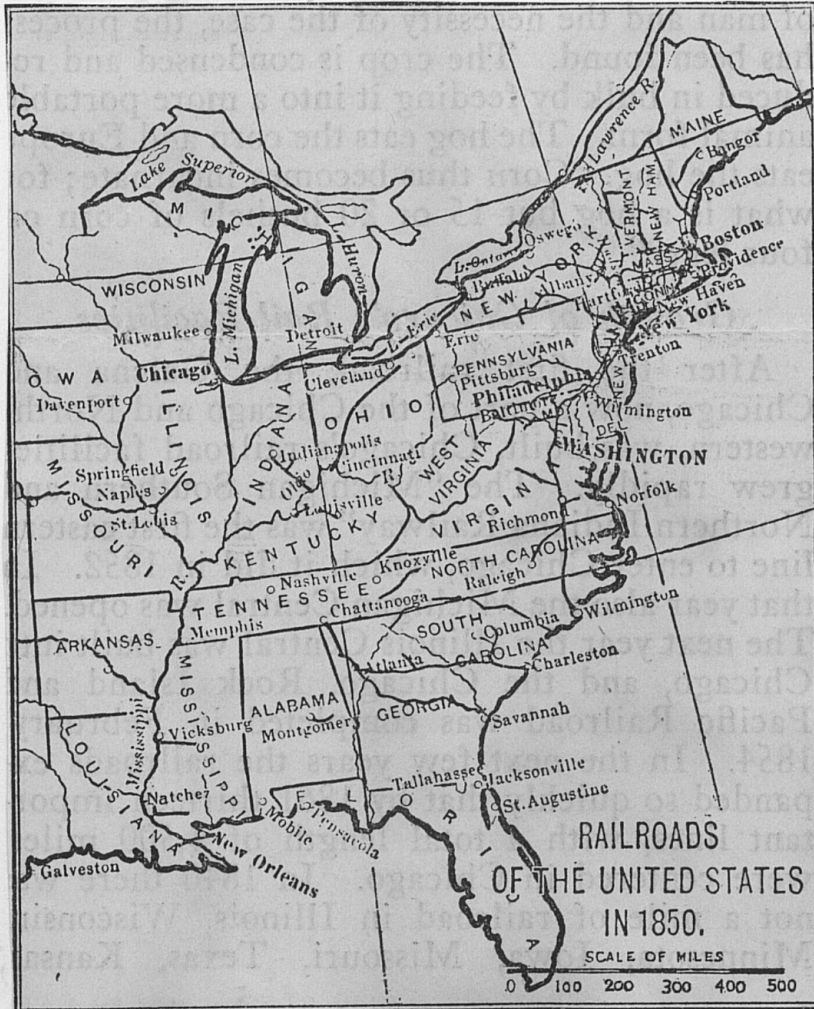 Lawrence R.
MAINE
Bangor
Portland
Lake Superior
VERMONT
NEW HAM.
Boston
MASS
Providence
CONN.
Hartford
New Haven
New York
Oswego
L. Ontario
Buffalo
Albany
NEW YORK
M
C
I
G
A
N
Huron
L. Michigan
WISCONSIN
Milwaukee
Detroit
L. Erie
Erie
Chicago
Cleveland
PENNSYLVANIA
Pittsburg
Philadelphia
Trenton
NEW
Wilmington
DEL
IOWA
Davenport
ILLINOIS
INDIANA
OHIO
Indianapolis
Cincinnati
Ohio R.
Louisville
WEST VIRGINIA
WASHINGTON
MISSOURI
Springfield
Naples
St. Louis
R.
KENTUCKY
VIRGINIA
Richmond
Norfolk
Nashville
Knoxville
NORTH CAROLINA
Raleigh
TENNESSEE
Memphis
Chattanooga
Wilmington
ARKANSAS
SOUTH CAROLINA
Columbia
Charleston
Atlanta
MISSISSIPPI
ALABAMA
Montgomery
GEORGIA
Savannah
Vicksburg
Mississippi
LOUISIANA
Natchez
Tallahasse
Jacksonville
St. Augustine
Mobile
Pensacola
New Orleans
Galveston
FLORIDA
RAILROADS
OF THE UNITED STATES
IN 1850.
SCALE OF MILES
0 100 200 300 400 500